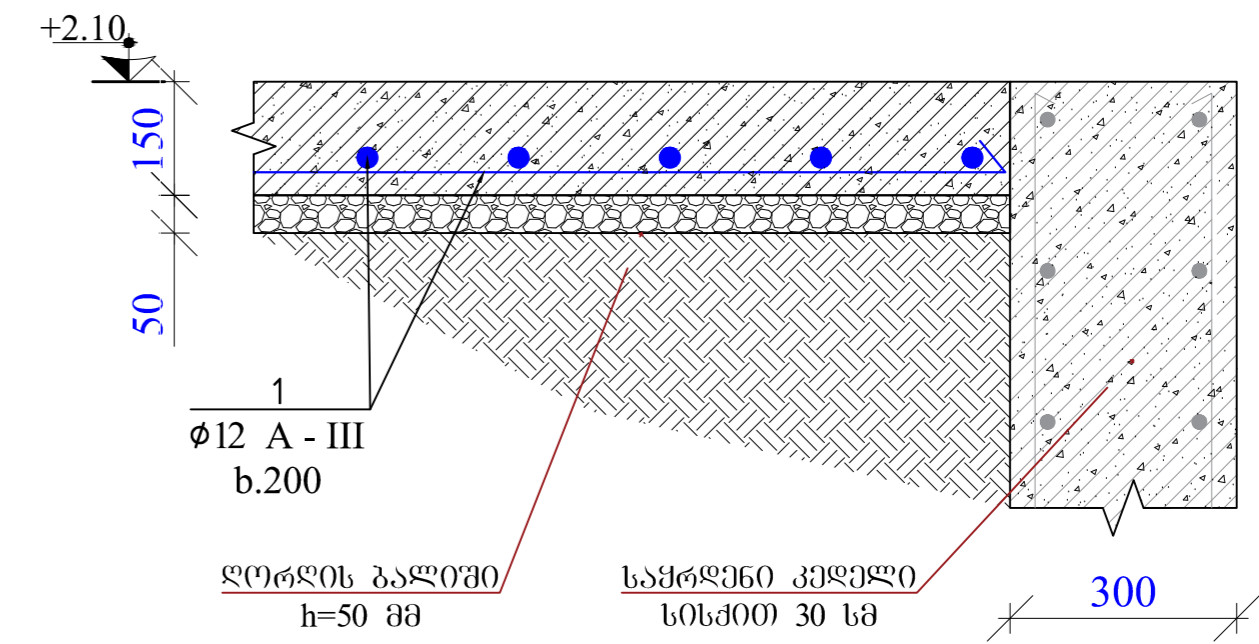 +2.10
150
50
1
ϕ12 A - III
b.200
ღორღის ბალიში
h=50 მმ
საყრდენი კედელი
სისქით 30 სმ
300